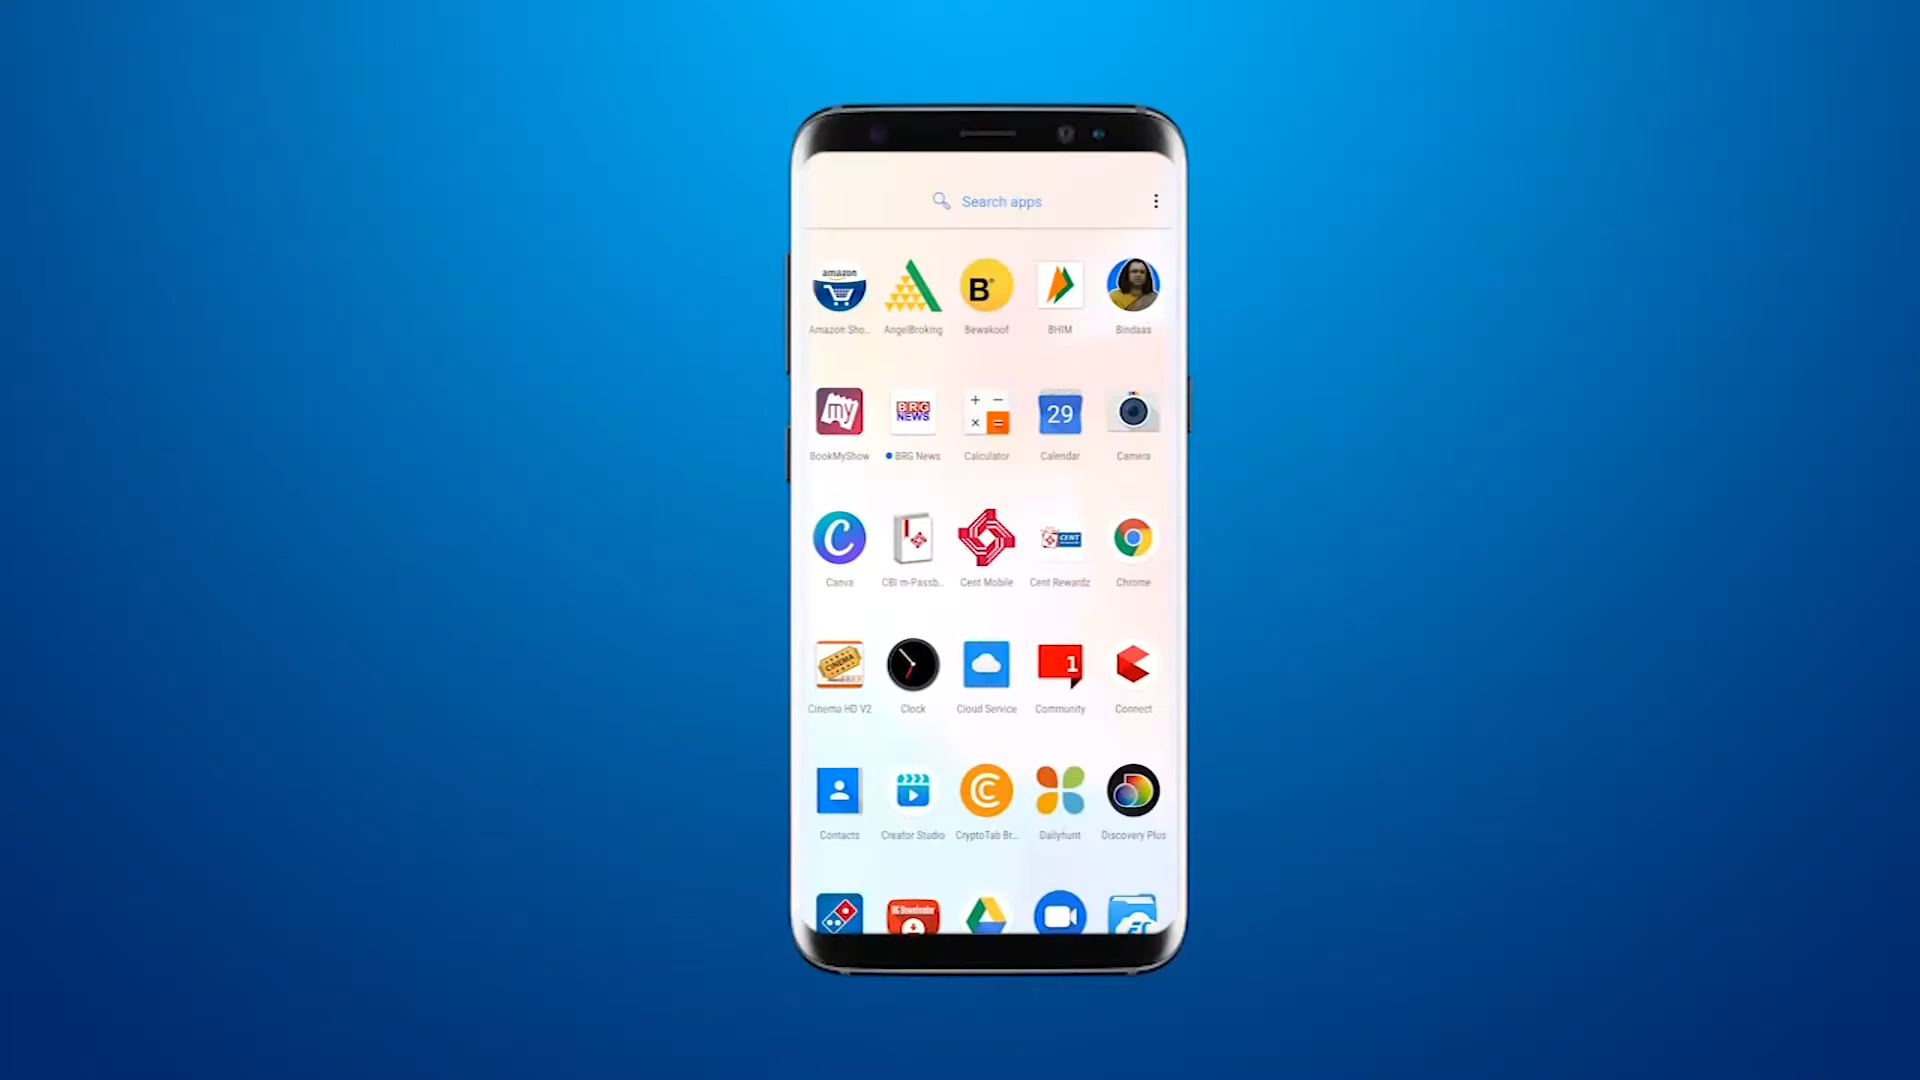 Search apps
amazon
B
Amazon Sho..
AngelBroking
Bewakoof
BHIM
Bindaas
my
BRG
NEWS
29
BookMyShow
BRG News
Calculator
Calendar
Camera
C
CENT
Canva
CBI m-Passb..
Cent Mobile
Cent Rewardz
Chrome
CINEMA
1
Cinema HD V2
Clock
Cloud Service
Community
Connect
Contacts
Creator Studio
CryptoTab Br...
Dailyhunt
Discovery Plus
Downloader